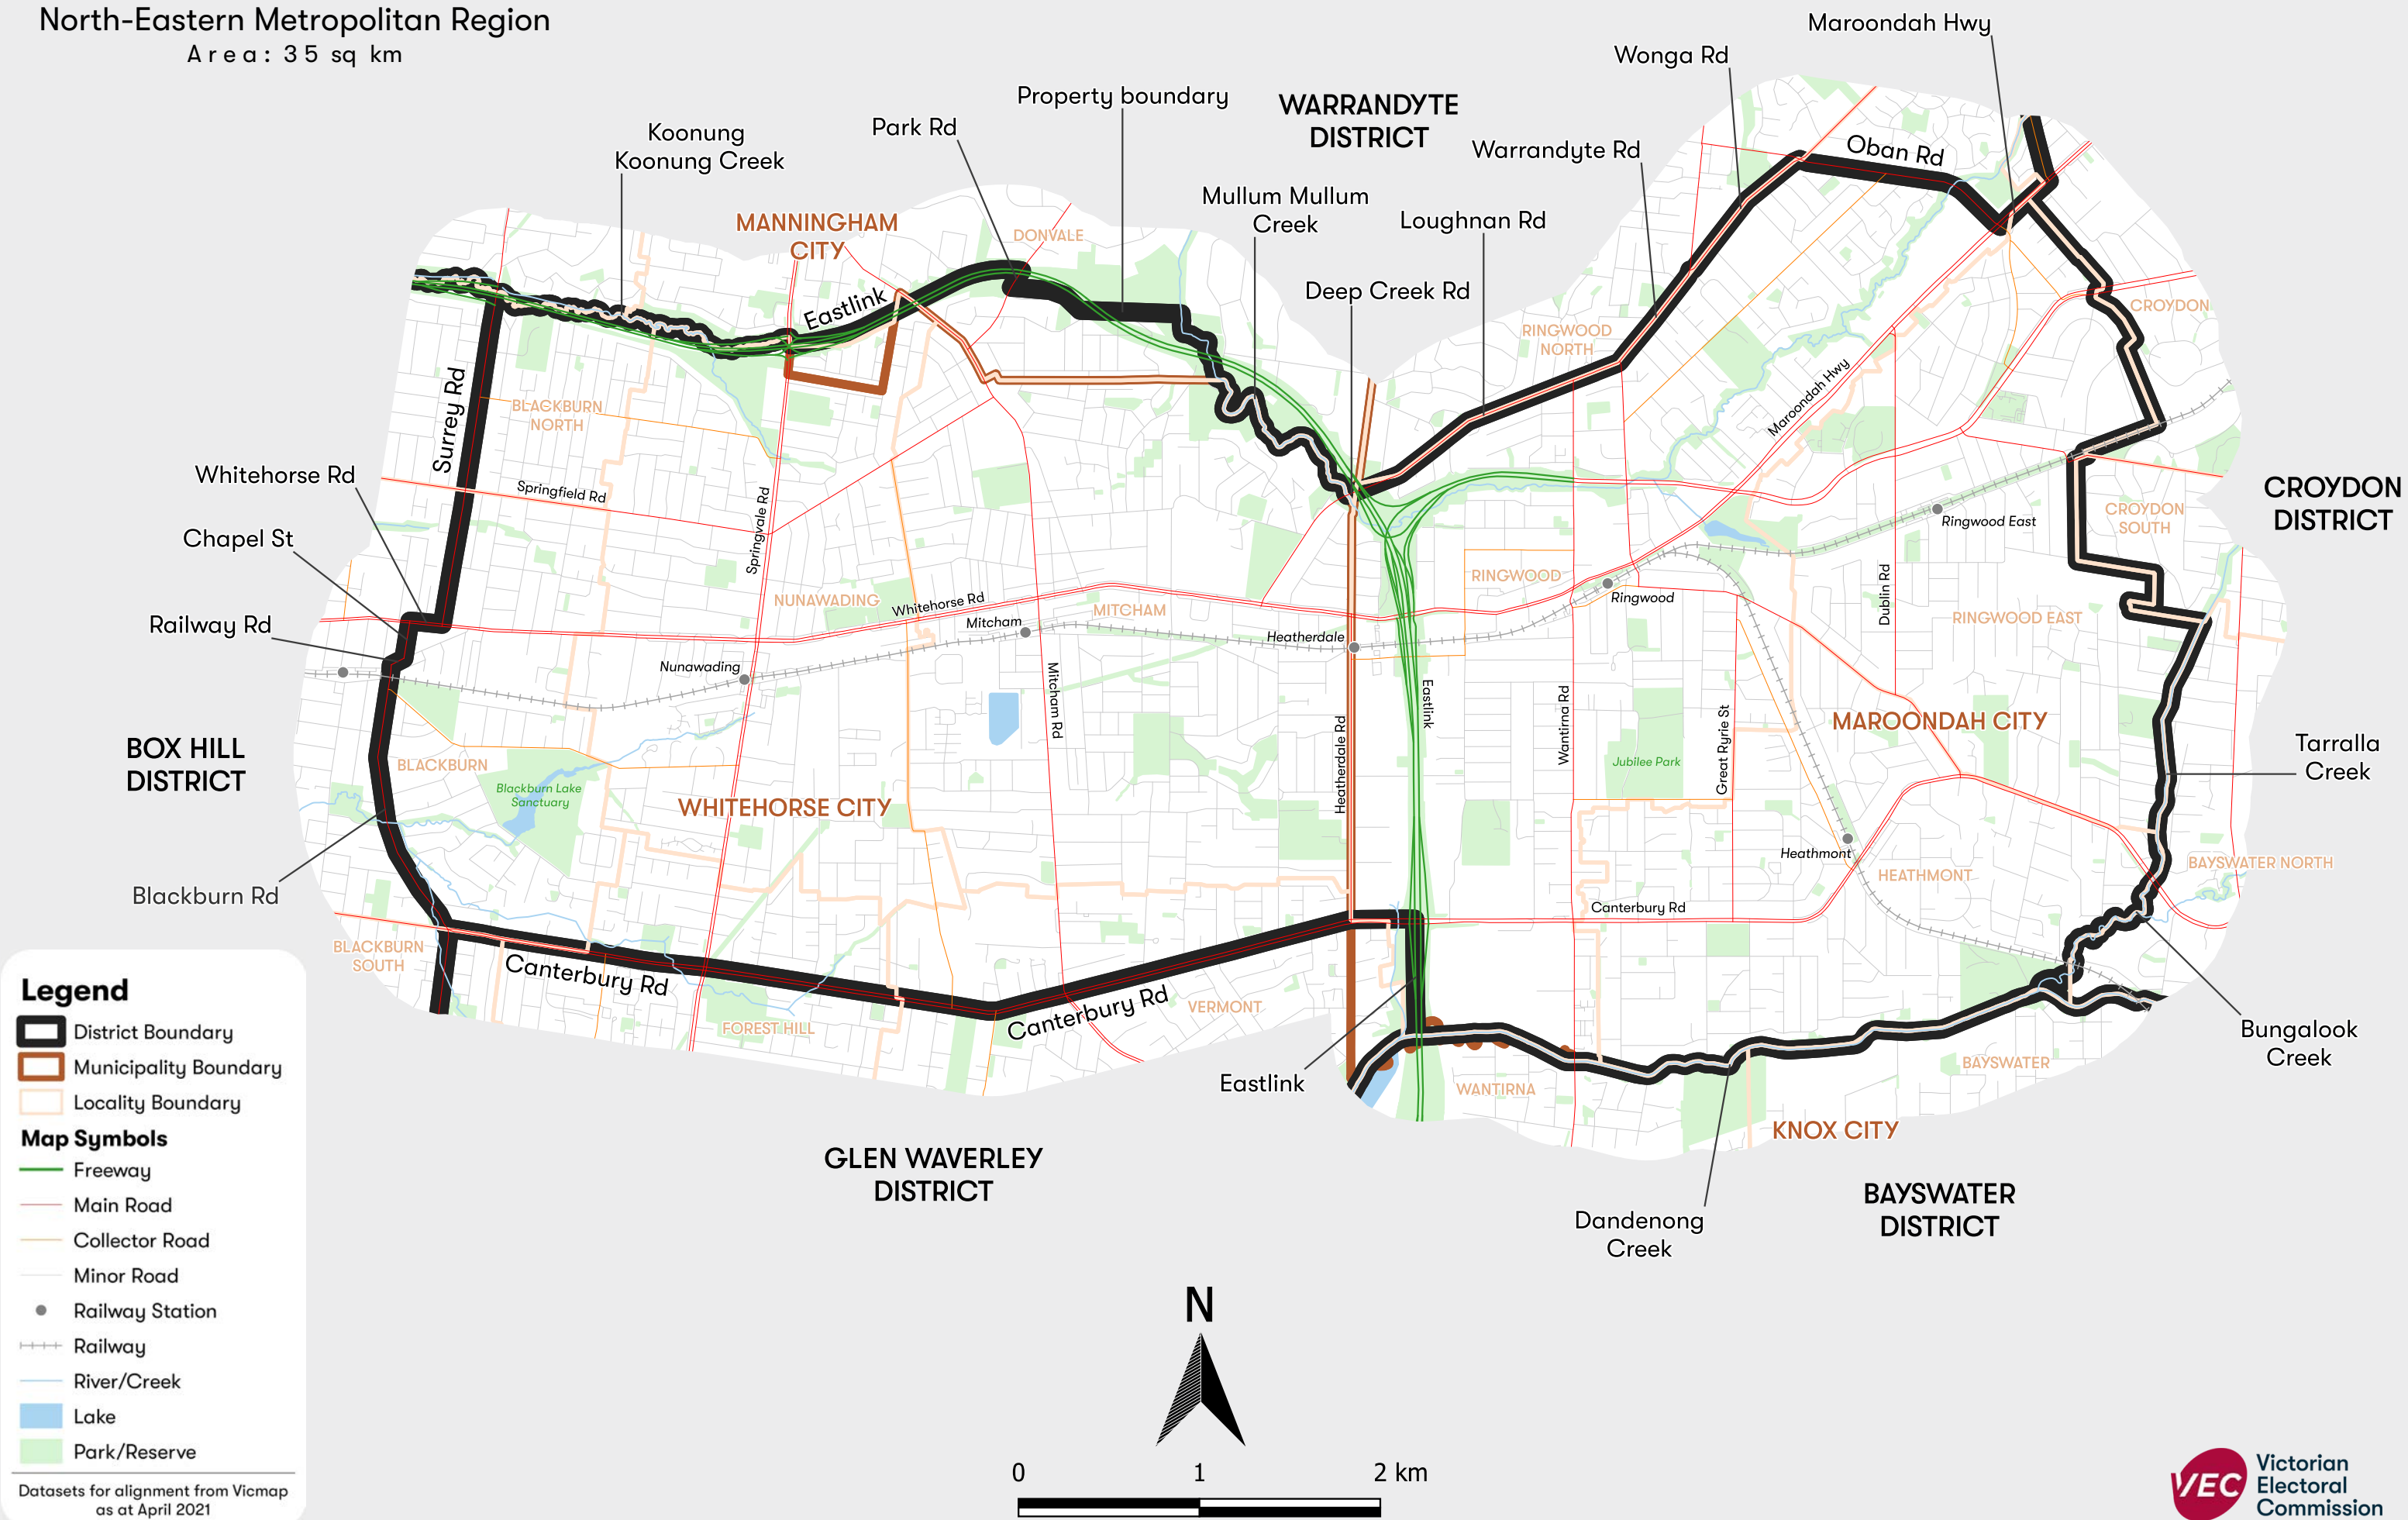 North-Eastern Metropolitan Region
Area: 35 sq km
Maroondah Hwy
Wonga Rd
Property boundary
WARRANDYTE
DISTRICT
Park Rd
Koonung
Koonung Creek
Warrandyte Rd
Oban Rd
Mullum Mullum
Creek
Loughnan Rd
MANNINGHAM
CITY
DONVALE
Deep Creek Rd
Eastlink
RINGWOOD
NORTH
CROYDON
Surrey Rd
BLACKBURN
NORTH
Maroondah Hwy
Whitehorse Rd
Springfield Rd
Springvale Rd
CROYDON
DISTRICT
CROYDON
SOUTH
Ringwood East
Chapel St
RINGWOOD
Ringwood
Dublin Rd
NUNAWADING
Whitehorse Rd
MITCHAM
RINGWOOD EAST
Railway Rd
Mitcham
Heatherdale
Nunawading
Mitcham Rd
Eastlink
Heatherdale Rd
Wantirna Rd
Great Ryrie St
MAROONDAH CITY
BOX HILL
DISTRICT
BLACKBURN
Jubilee Park
Tarralla
Creek
Blackburn Lake
Sanctuary
WHITEHORSE CITY
Heathmont
BAYSWATER NORTH
HEATHMONT
Blackburn Rd
Canterbury Rd
BLACKBURN
SOUTH
Canterbury Rd
Canterbury Rd
VERMONT
FOREST HILL
Bungalook
Creek
BAYSWATER
Eastlink
WANTIRNA
KNOX CITY
GLEN WAVERLEY
DISTRICT
BAYSWATER
DISTRICT
Dandenong
Creek
Legend
District Boundary
Municipality Boundary
Locality Boundary
Map Symbols
Freeway
Main Road
Collector Road
Minor Road
Railway Station
Railway
River/Creek
Lake
Park/Reserve
Datasets for alignment from Vicmap
as at April 2021
N
0 1 2 km
VEC
Victorian
Electoral
Commission